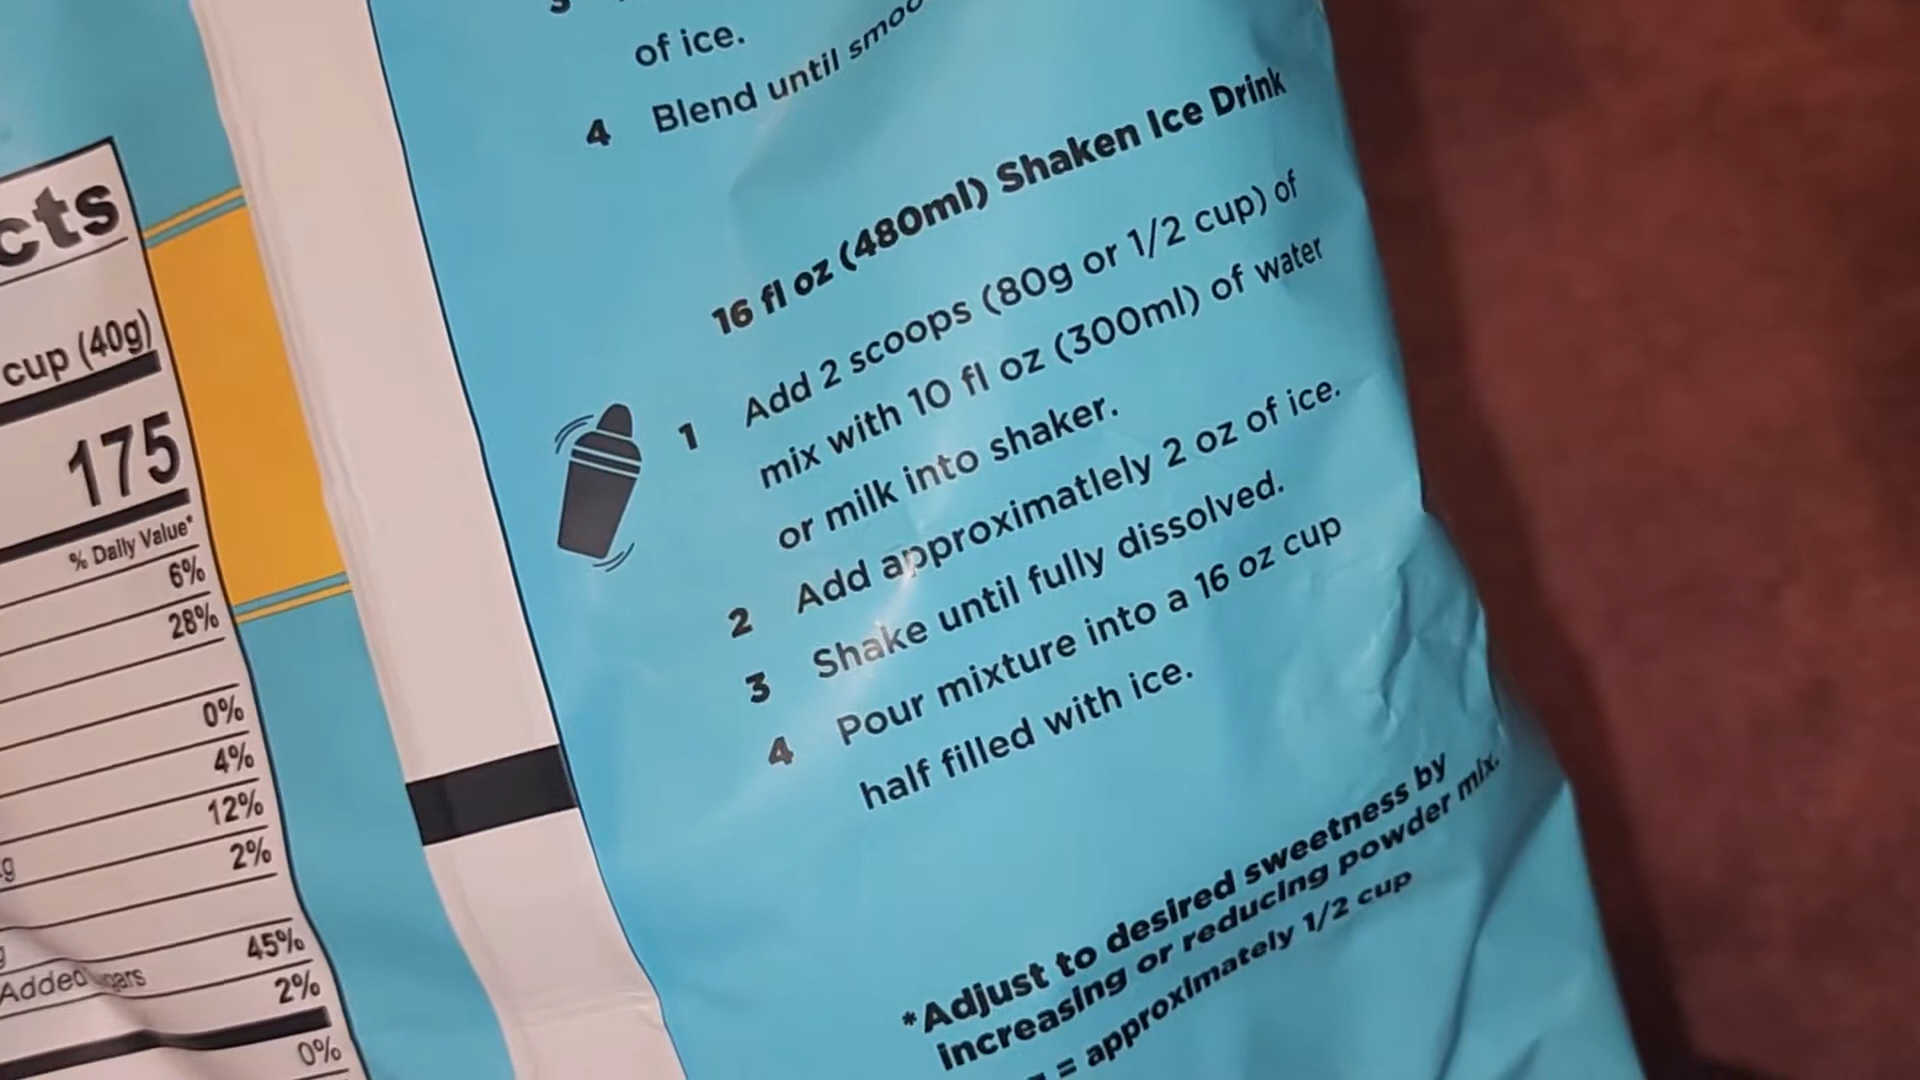 cts
cup (40g)
175
% Daily Value*
6%
28%
0%
4%
12%
g
2%
g
45%
Added
2%
0%
of ice.
4 Blend until
16 fl oz (480ml) Shaken Ice Drink
1 Add 2 scoops (80g or 1/2 cup) of
mix with 10 fl oz (300ml) of water
or milk into shaker.
2 Add approximatlely 2 oz of ice.
3 Shake until fully dissolved.
4 Pour mixture into a 16 oz cup
half filled with ice.
*Adjust to desired sweetness by
increasing or reducing powder mix.
= approximately 1/2 cup